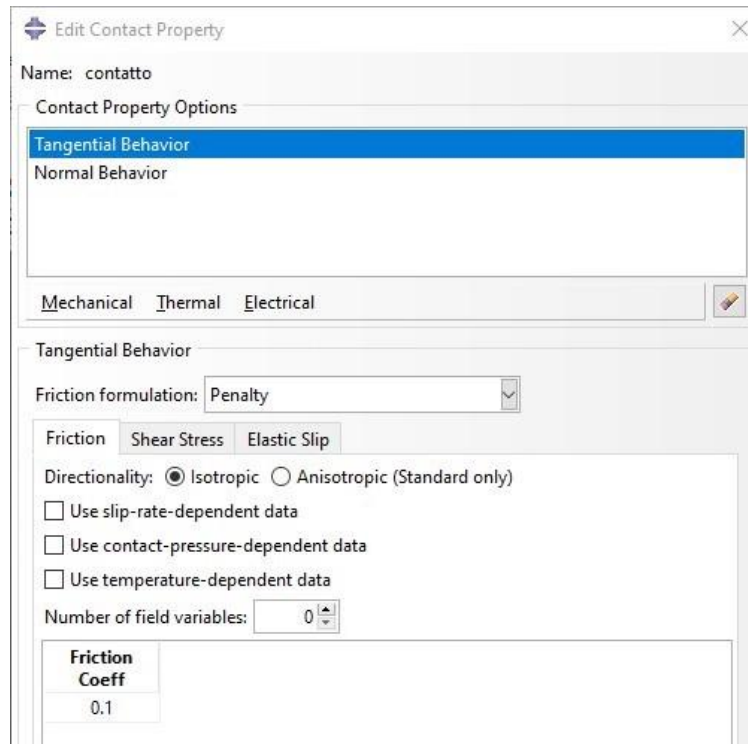 Edit Contact Property
Name: contatto
Contact Property Options
Tangential Behavior
Normal Behavior
Mechanical Thermal Electrical
Tangential Behavior
Friction formulation: Penalty
Friction Shear Stress Elastic Slip
Directionality: Isotropic Anisotropic (Standard only)
Use slip-rate-dependent data
Use contact-pressure-dependent data
Use temperature-dependent data
Number of field variables: 0
Friction
Coeff
0.1